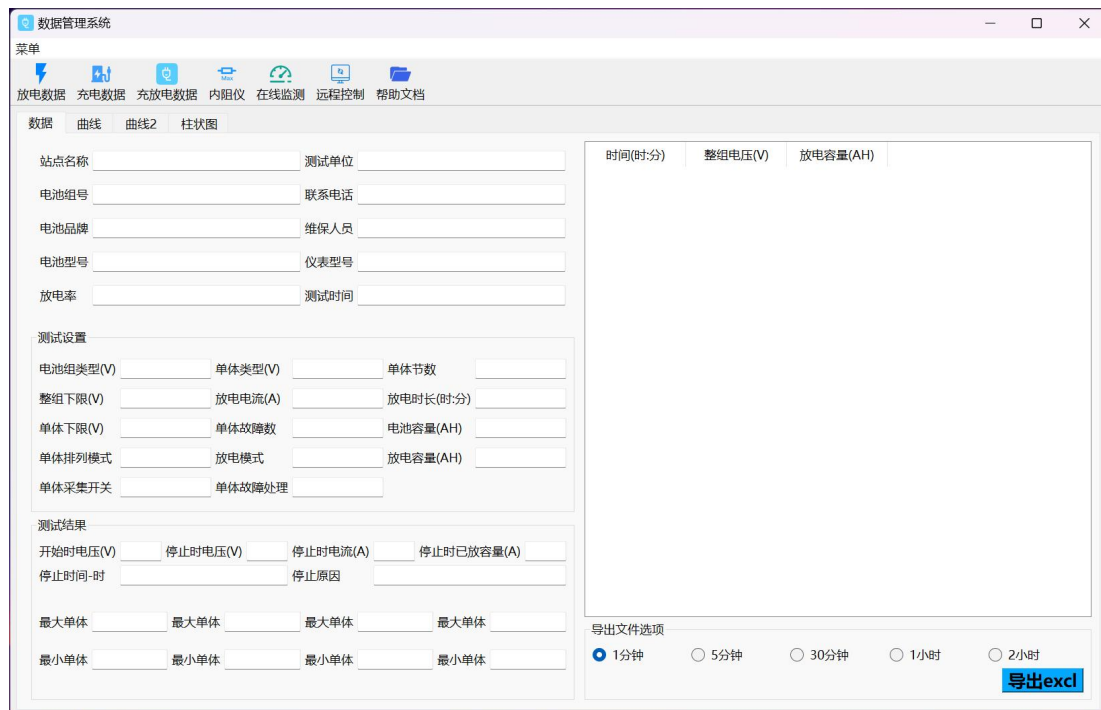 数据管理系统
菜单
放电数据 充电数据 充放电数据 内阻仪 在线监测 远程控制 帮助文档
数据 曲线 曲线2 柱状图
站点名称 测试单位
电池组号 联系电话
电池品牌 维保人员
电池型号 仪表型号
放电率 测试时间
测试设置
电池组类型(V) 单体类型(V) 单体节数
整组下限(V) 放电电流(A) 放电时长(时:分)
单体下限(V) 单体故障数 电池容量(AH)
单体排列模式 放电模式 放电容量(AH)
单体采集开关 单体故障处理
测试结果
开始时电压(V) 停止时电压(V) 停止时电流(A) 停止时已放容量(A)
停止时间-时 停止原因
最大单体 最大单体 最大单体 最大单体
最小单体 最小单体 最小单体 最小单体
时间(时:分) 整组电压(V) 放电容量(AH)
导出文件选项
1分钟 5分钟 30分钟 1小时 2小时
导出excl